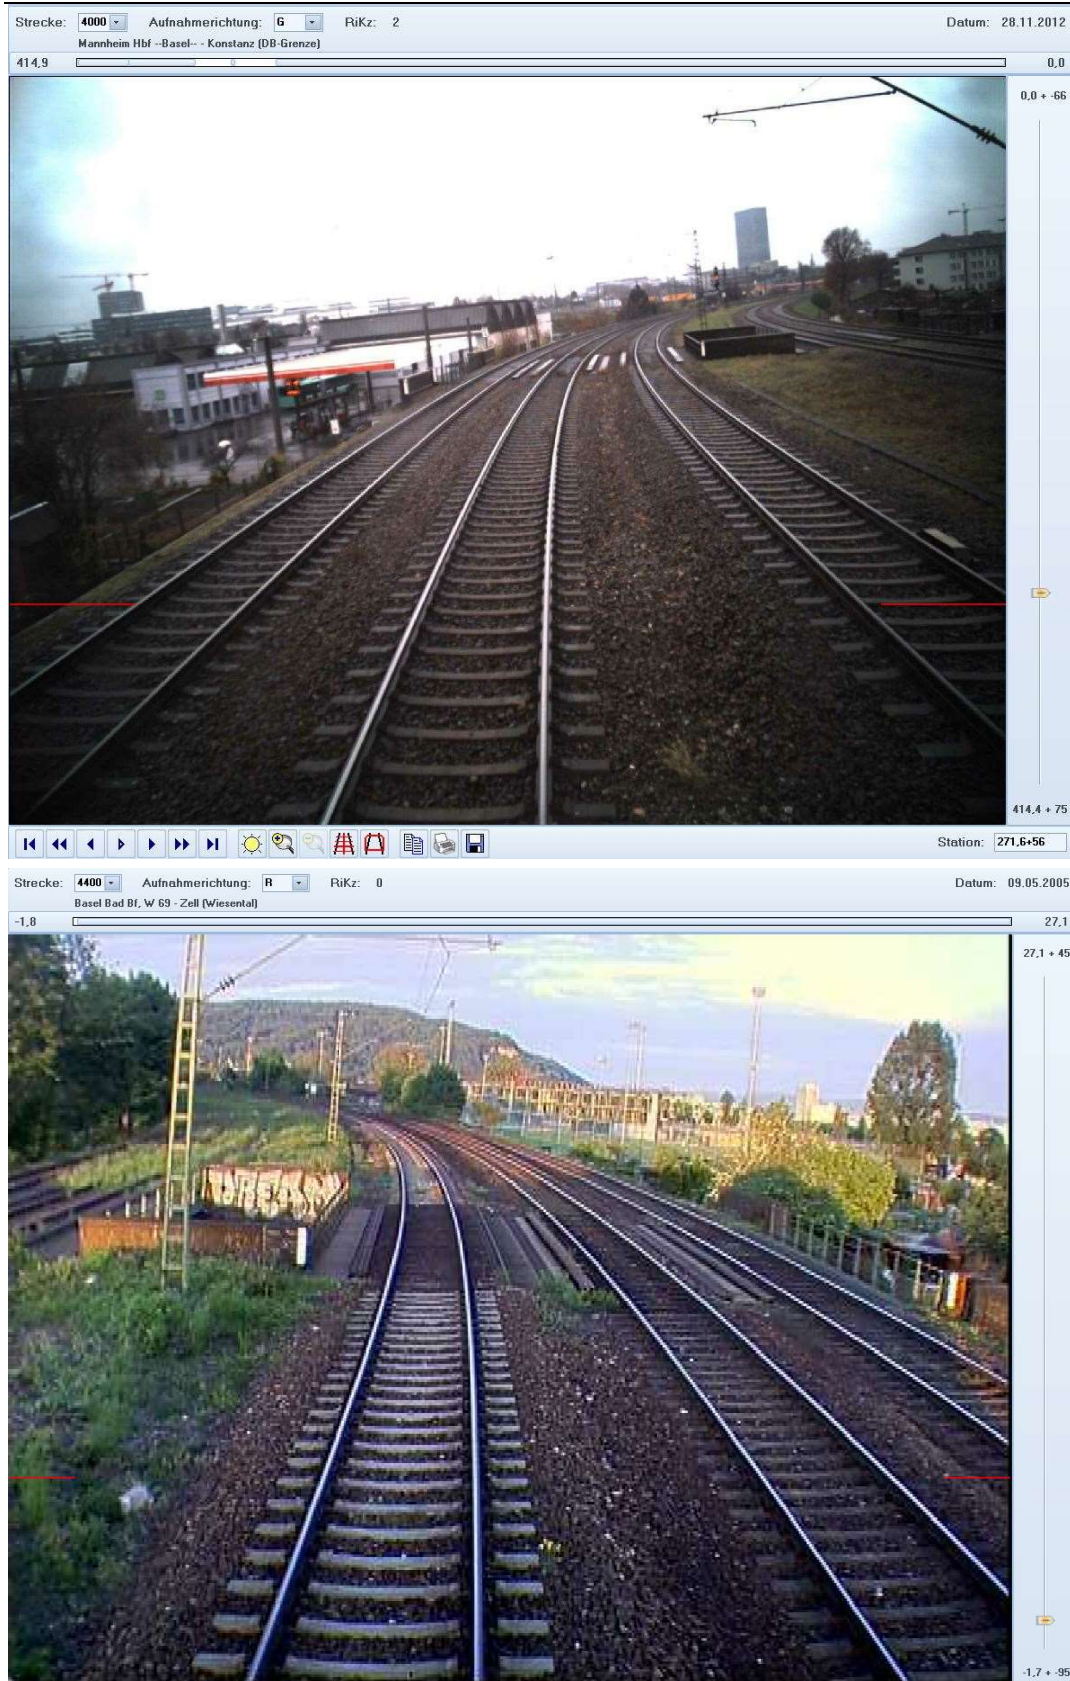 Strecke: 4000 Aufnahmerichtung: G RiKz: 2 Datum: 28.11.2012
Mannheim Hbf --Basel-- - Konstanz (DB-Grenze)
414,9 0,0
0,0 + -66
414,4 + 75
Station: 271,6+56
Strecke: 4400 Aufnahmerichtung: R RiKz: 0 Datum: 09.05.2005
Basel Bad Bf, W 69 - Zell (Wiesental)
-1,8 27,1
27,1 + 45
-1,7 + -95